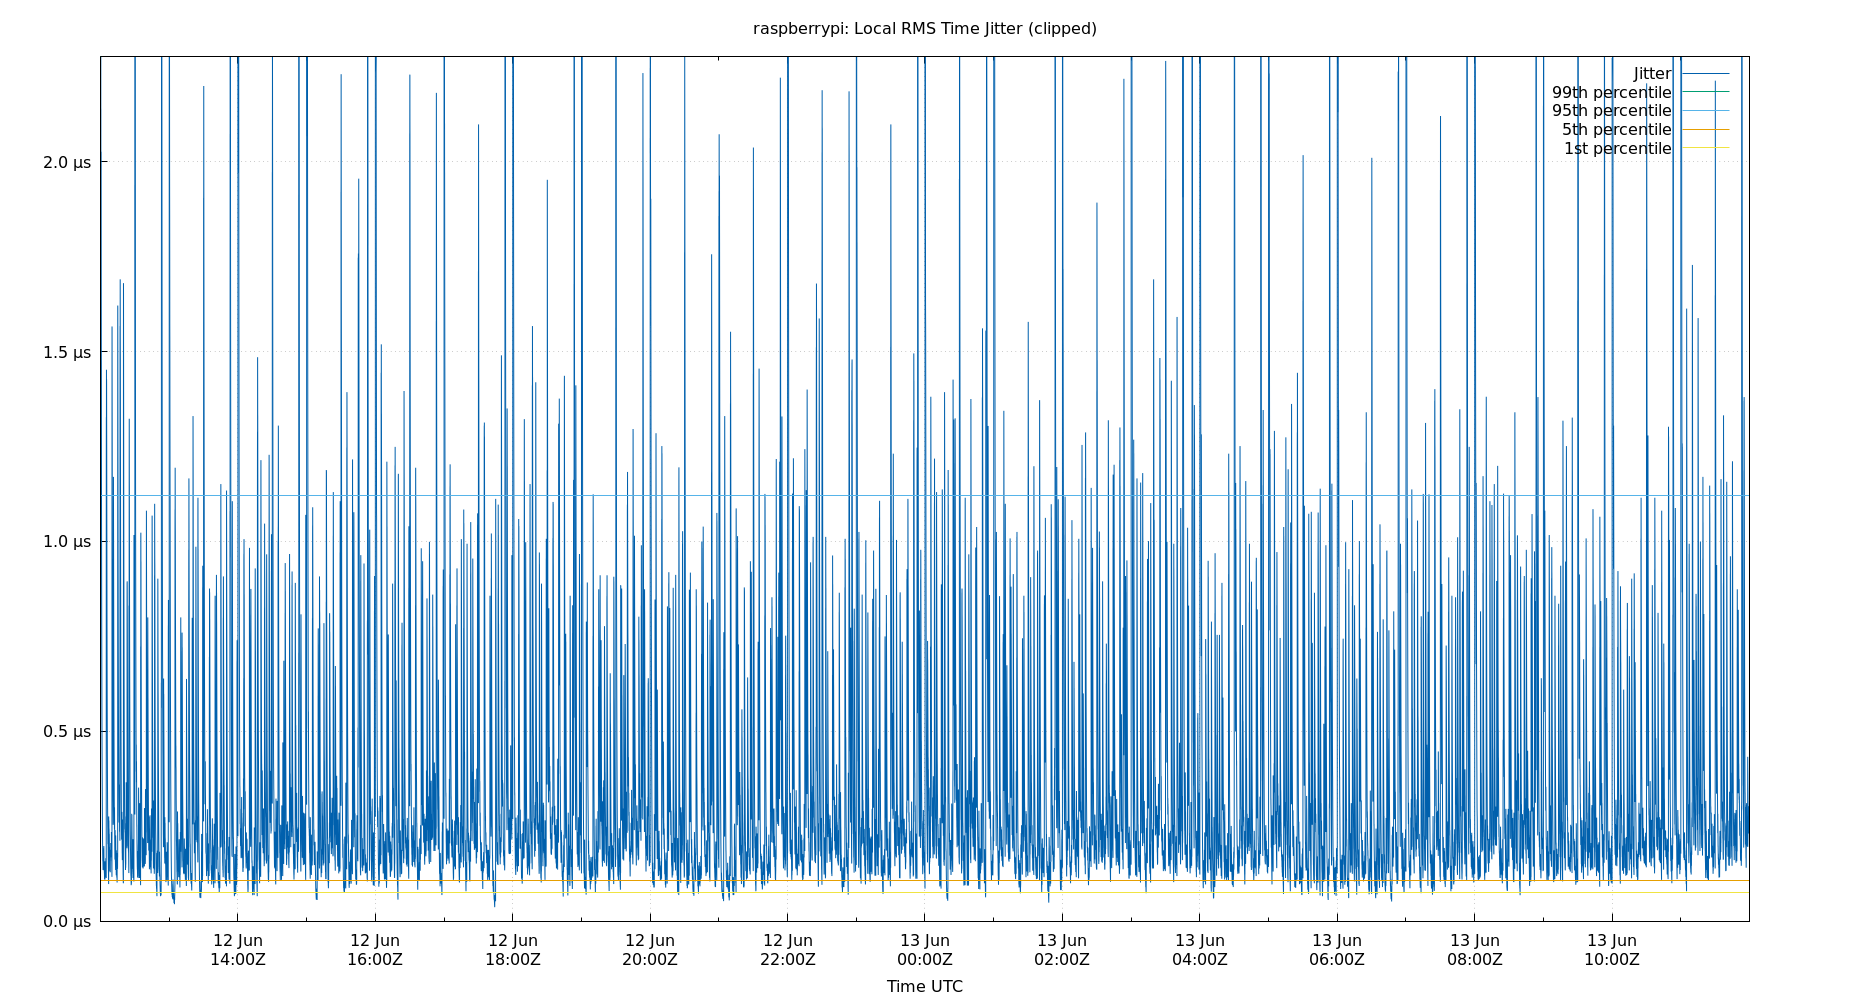 raspberrypi: Local RMS Time Jitter (clipped)
Jitter
99th percentile
95th percentile
5th percentile
1st percentile
2.0 µs
1.5 µs
1.0 µs
0.5 µs
0.0 µs
12 Jun 12 Jun 12 Jun 12 Jun 12 Jun 13 Jun 13 Jun 13 Jun 13 Jun 13 Jun 13 Jun
14:00Z 16:00Z 18:00Z 20:00Z 22:00Z 00:00Z 02:00Z 04:00Z 06:00Z 08:00Z 10:00Z
Time UTC